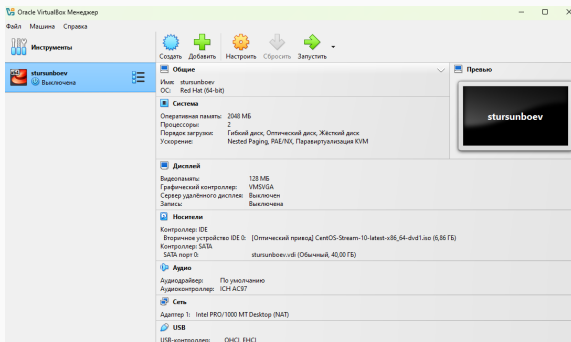 Oracle VirtualBox Менеджер
Файл Машина Справка
Инструменты
Создать Добавить Настроить Сбросить Запустить
stursunboev
Выключена
Общие
Имя: stursunboev
ОС: Red Hat (64-bit)
Система
Оперативная память: 2048 МБ
Процессоры: 2
Порядок загрузки: Гибкий диск, Оптический диск, Жёсткий диск
Ускорение: Nested Paging, PAE/NX, Паравиртуализация KVM
Превью
stursunboev
Дисплей
Видеопамять: 128 МБ
Графический контроллер: VMSVGA
Сервер удалённого дисплея: Выключен
Запись: Выключена
Носители
Контроллер: IDE
Вторичное устройство IDE 0: [Оптический привод] CentOS-Stream-10-latest-x86_64-dvd1.iso (6,86 ГБ)
Контроллер: SATA
SATA порт 0: stursunboev.vdi (Обычный, 40,00 ГБ)
Аудио
Аудиодрайвер: По умолчанию
Аудиоконтроллер: ICH AC97
Сеть
Адаптер 1: Intel PRO/1000 MT Desktop (NAT)
USB
USB-контроллер: OHCI, EHCI